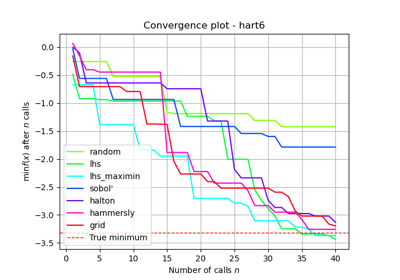 Convergence plot - hart6
0.0
−0.5
−1.0
−1.5
−2.0
−2.5
−3.0
−3.5
min f(x) after n calls
random
lhs
lhs_maximin
sobol'
halton
hammersly
grid
True minimum
0 5 10 15 20 25 30 35 40
Number of calls n